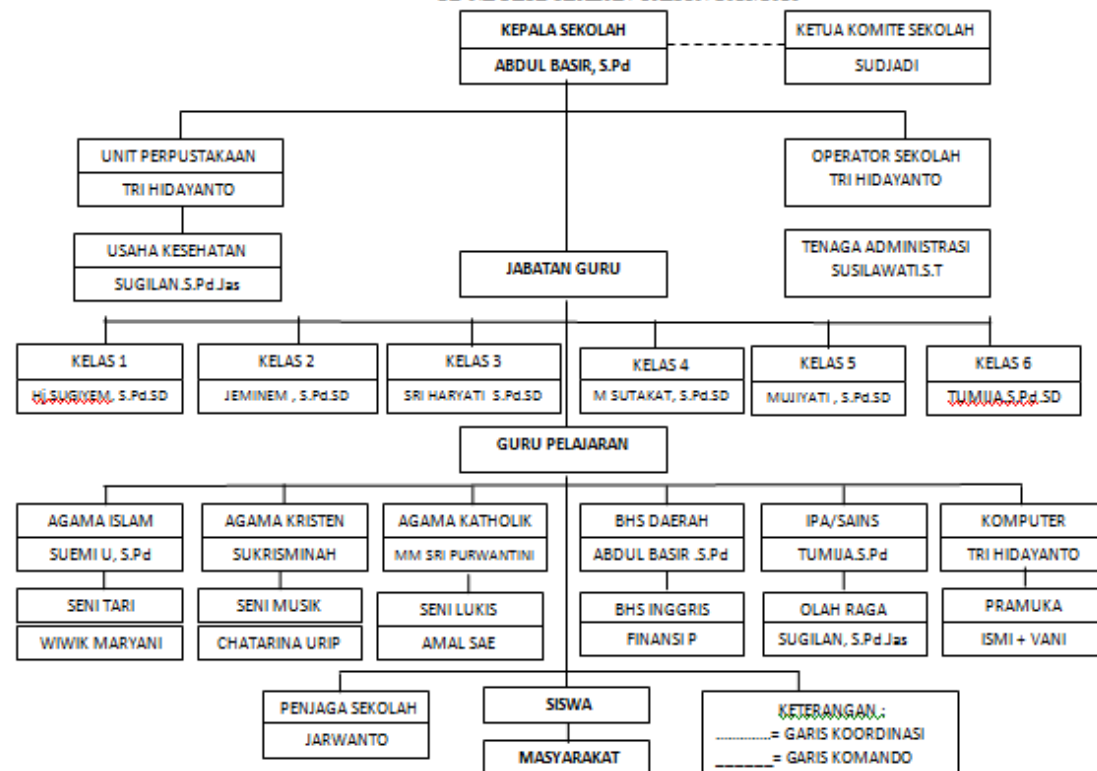 KEPALA SEKOLAH
ABDUL BASIR, S.Pd
KETUA KOMITE SEKOLAH
SUDJADI
UNIT PERPUSTAKAAN
TRI HIDAYANTO
OPERATOR SEKOLAH
TRI HIDAYANTO
USAHA KESEHATAN
SUGILAN.S.Pd.Jas
JABATAN GURU
TENAGA ADMINISTRASI
SUSILAWATI.S.T
KELAS 1
Hj.SUGIYEM, S.Pd.SD
KELAS 2
JEMINEM , S.Pd.SD
KELAS 3
SRI HARYATI S.Pd.SD
KELAS 4
M SUTAKAT, S.Pd.SD
KELAS 5
MUJIYATI , S.Pd.SD
KELAS 6
TUMIJA.S.Pd.SD
GURU PELAJARAN
AGAMA ISLAM
SUEMI U, S.Pd
AGAMA KRISTEN
SUKRISMINAH
AGAMA KATHOLIK
MM SRI PURWANTINI
BHS DAERAH
ABDUL BASIR .S.Pd
IPA/SAINS
TUMIJA.S.Pd
KOMPUTER
TRI HIDAYANTO
SENI TARI
WIWIK MARYANI
SENI MUSIK
CHATARINA URIP
SENI LUKIS
AMAL SAE
BHS INGGRIS
FINANSI P
OLAH RAGA
SUGILAN, S.Pd.Jas
PRAMUKA
ISMI + VANI
PENJAGA SEKOLAH
JARWANTO
SISWA
MASYARAKAT
KETERANGAN :
............= GARIS KOORDINASI
______= GARIS KOMANDO